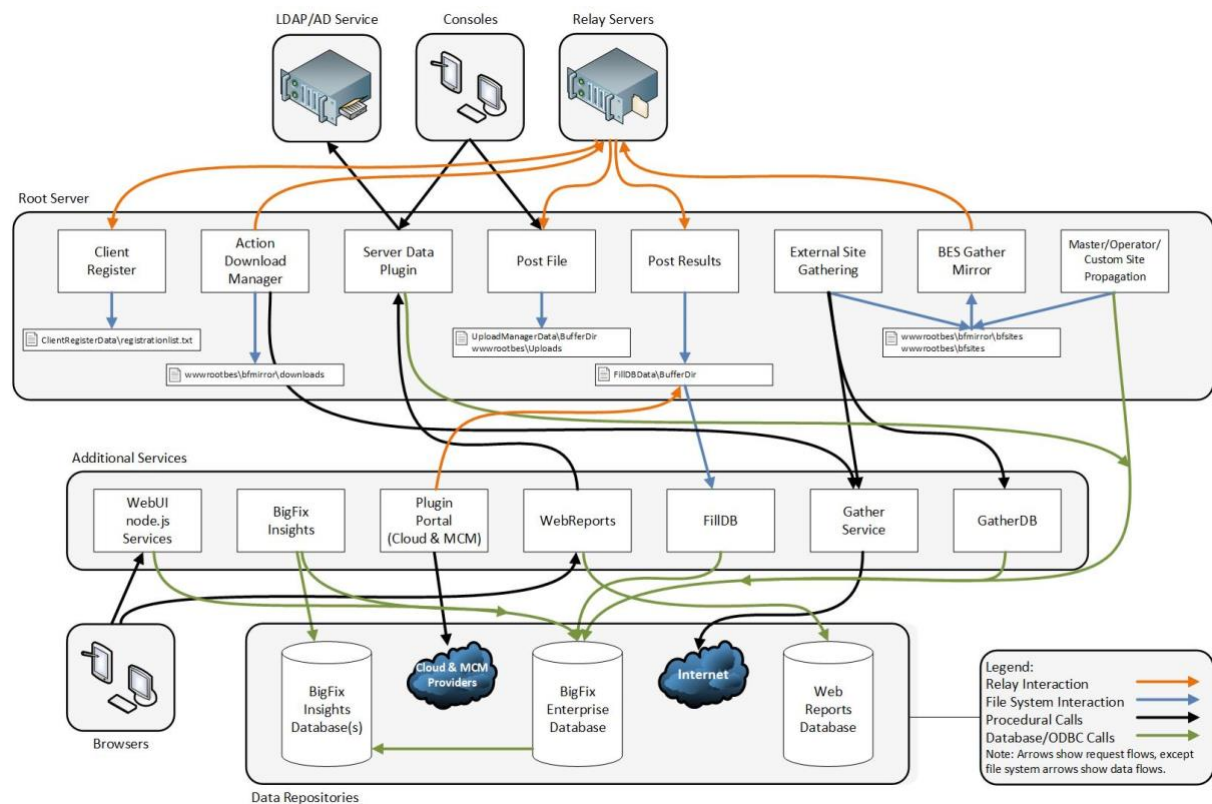 LDAP/AD Service
Consoles
Relay Servers
Root Server
Client
Register
Action
Download
Manager
Server Data
Plugin
Post File
Post Results
External Site
Gathering
BES Gather
Mirror
Master/Operator/
Custom Site
Propagation
ClientRegisterData\registrationlist.txt
wwwrootbes\bfmirror\downloads
UploadManagerData\BufferDir
wwwrootbes\Uploads
FillDBData\BufferDir
wwwrootbes\bfmirror\bfsites
wwwrootbes\bfsites
Additional Services
WebUI
node.js
Services
BigFix
Insights
Plugin
Portal
(Cloud & MCM)
WebReports
FillDB
Gather
Service
GatherDB
Browsers
BigFix
Insights
Database(s)
Cloud & MCM
Providers
BigFix
Enterprise
Database
Internet
Web
Reports
Database
Data Repositories
Legend:
Relay Interaction
File System Interaction
Procedural Calls
Database/ODBC Calls
Note: Arrows show request flows, except
file system arrows show data flows.